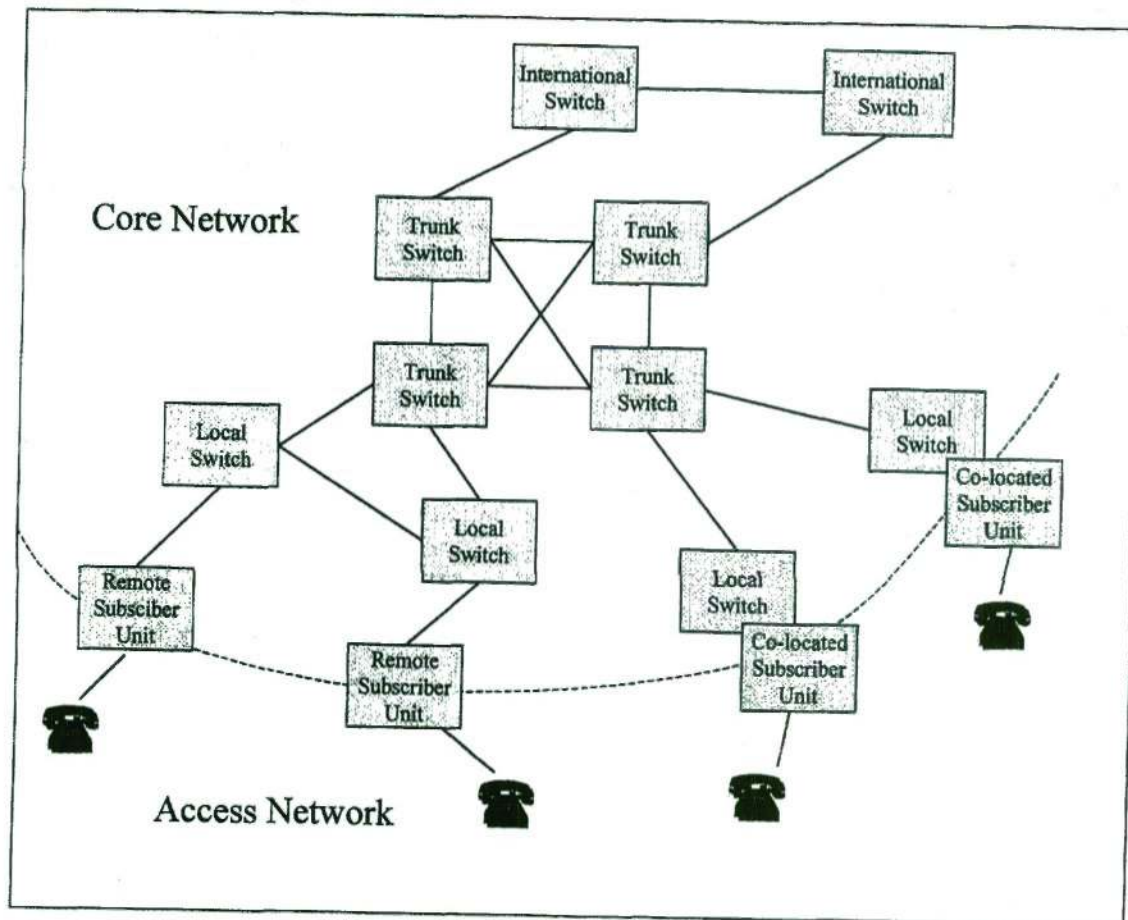 International
Switch
International
Switch
Core Network
Trunk
Switch
Trunk
Switch
Trunk
Switch
Trunk
Switch
Local
Switch
Local
Switch
Local
Switch
Local
Switch
Co-located
Subscriber
Unit
Remote
Subsciber
Unit
Remote
Subscriber
Unit
Co-located
Subscriber
Unit
Access Network